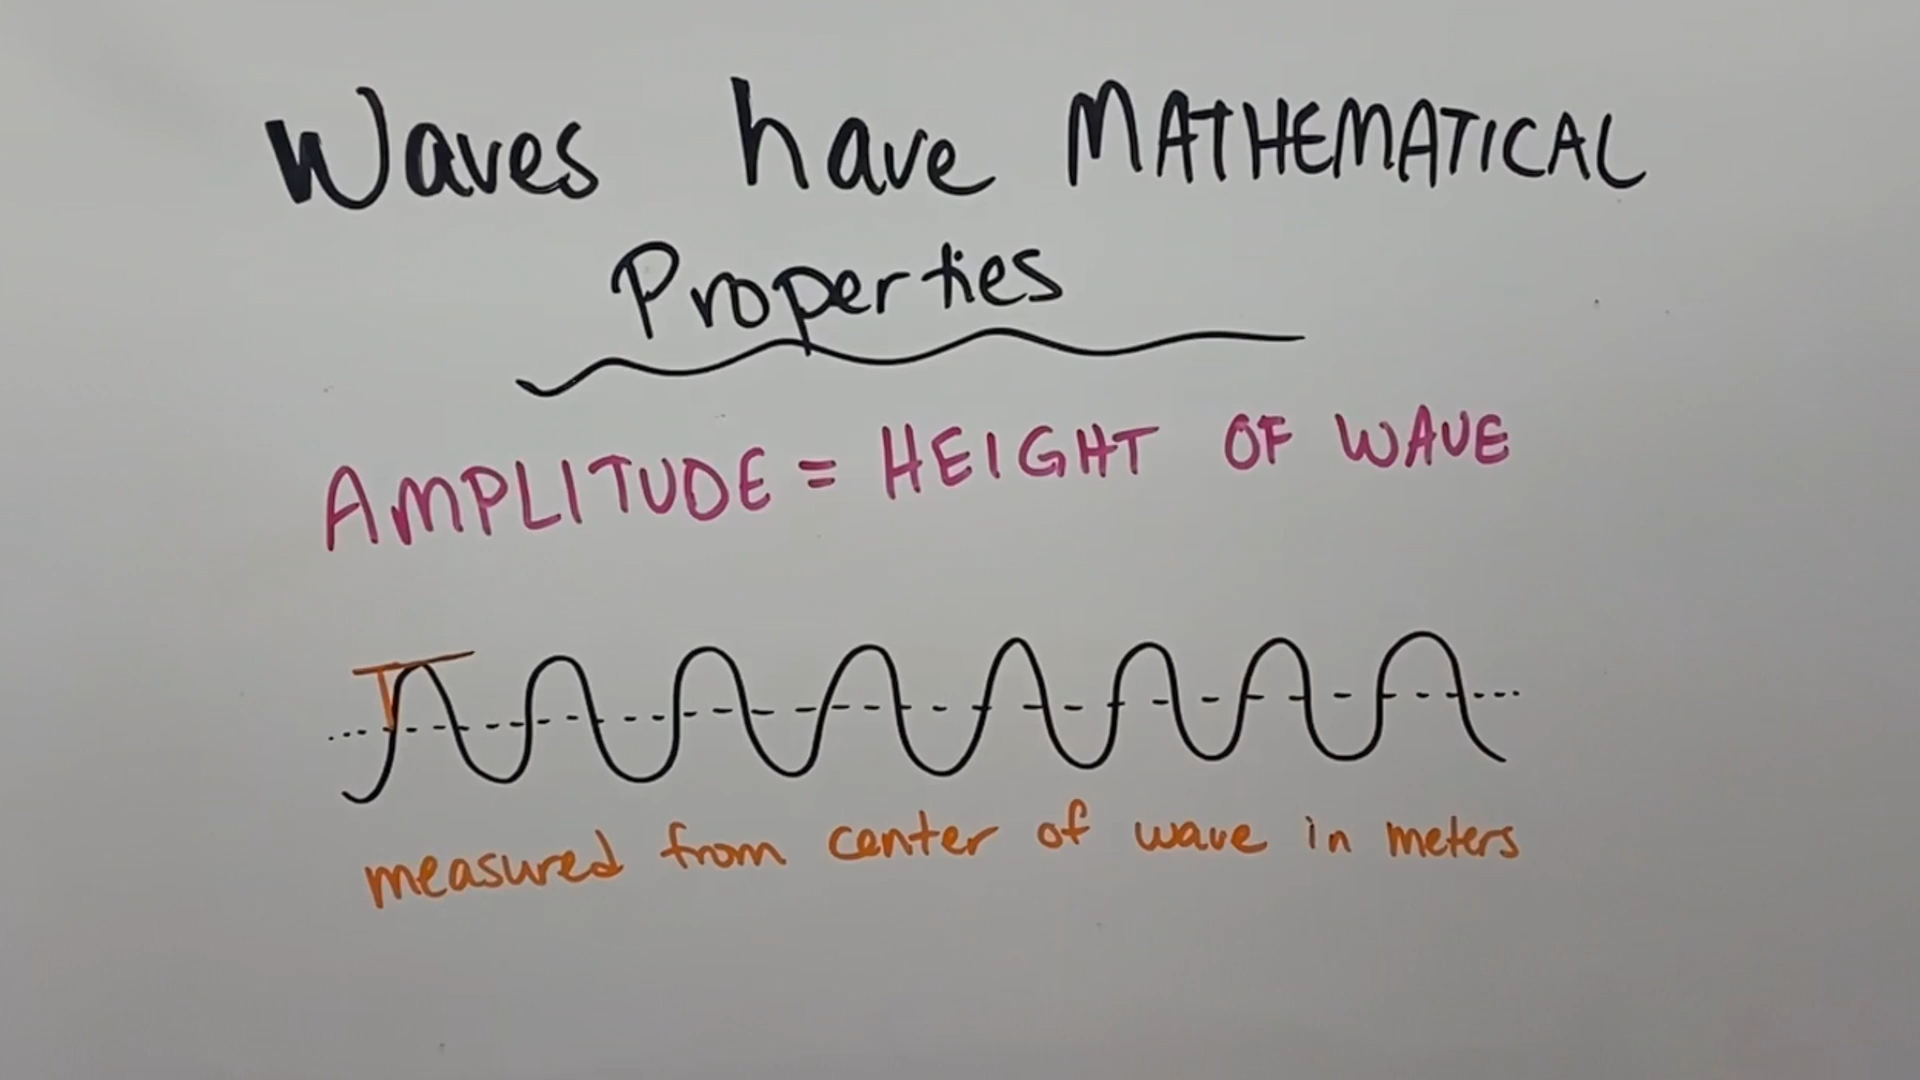 Waves have MATHEMATICAL
Properties
AMPLITUDE = HEIGHT OF WAVE
measured from center of wave in meters